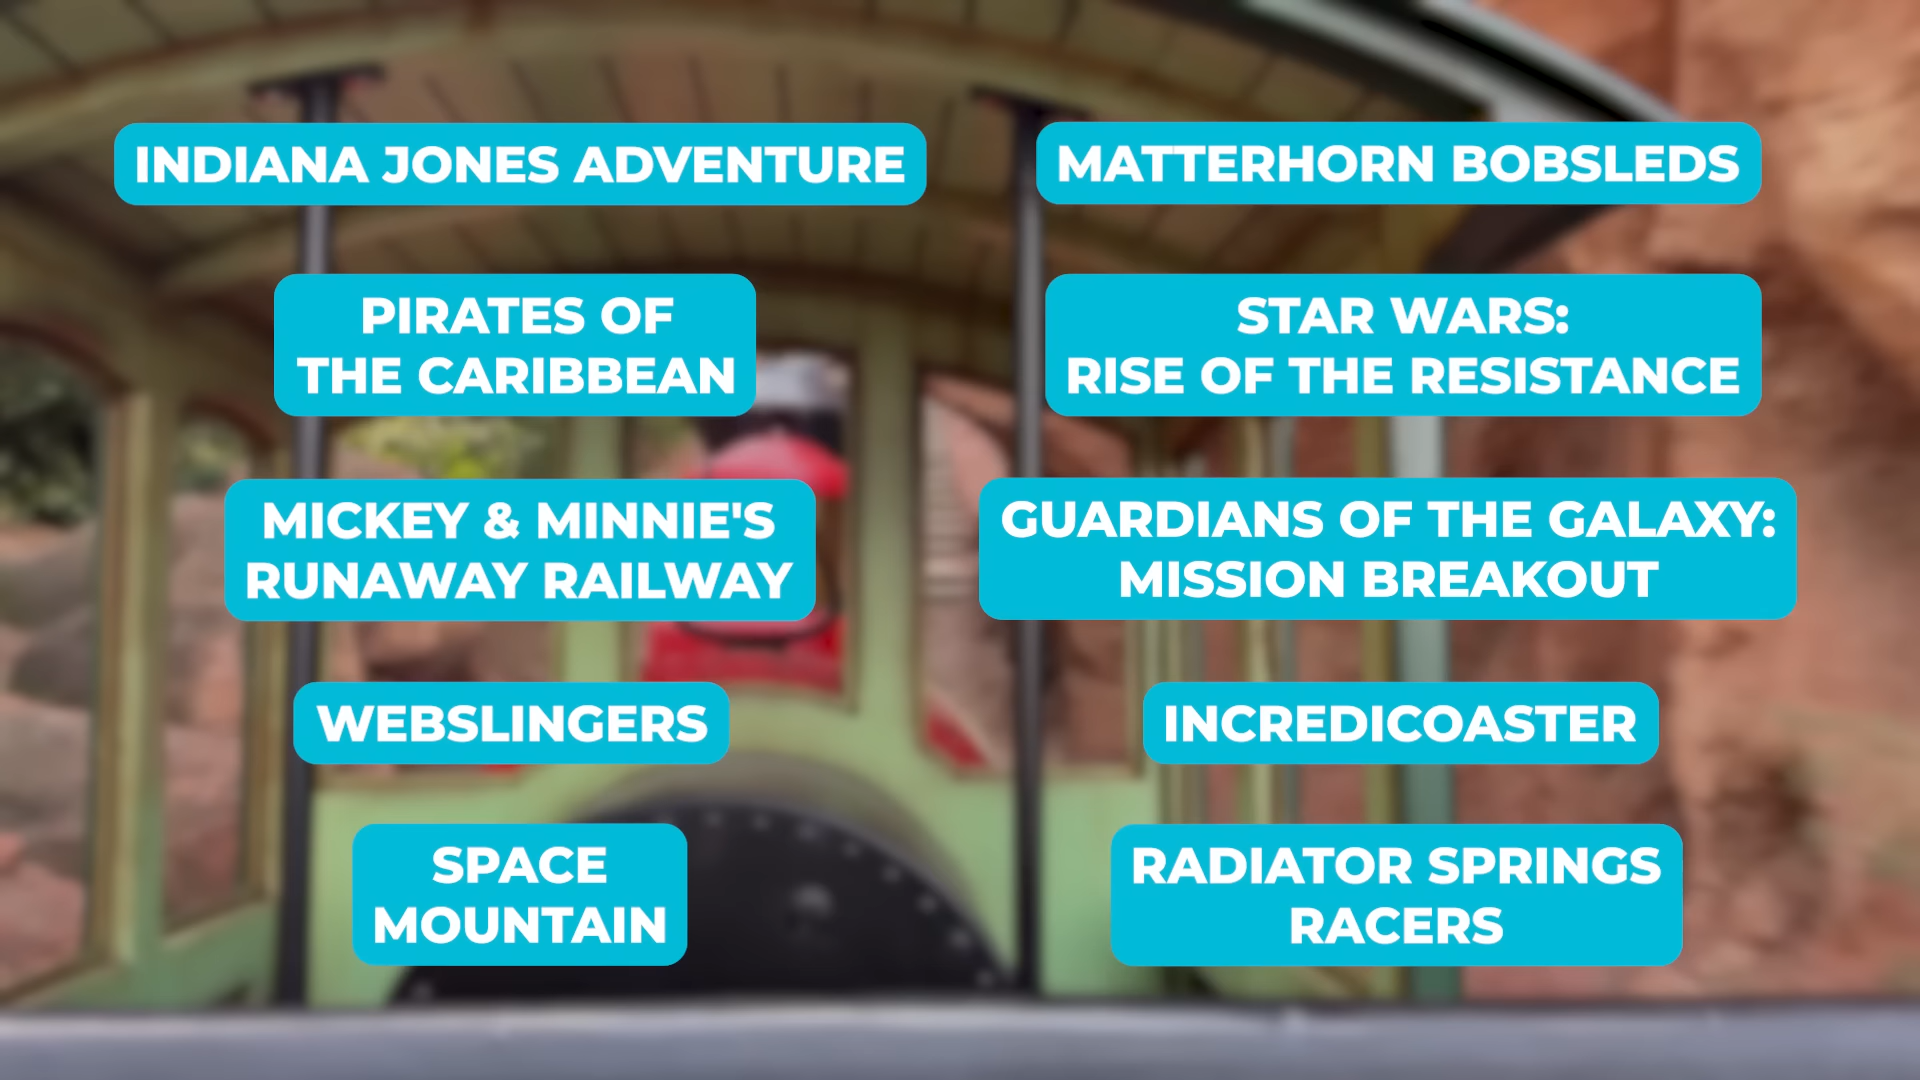 INDIANA JONES ADVENTURE
MATTERHORN BOBSLEDS
PIRATES OF
THE CARIBBEAN
STAR WARS:
RISE OF THE RESISTANCE
MICKEY & MINNIE'S
RUNAWAY RAILWAY
GUARDIANS OF THE GALAXY:
MISSION BREAKOUT
WEBSLINGERS
INCREDICOASTER
SPACE
MOUNTAIN
RADIATOR SPRINGS
RACERS